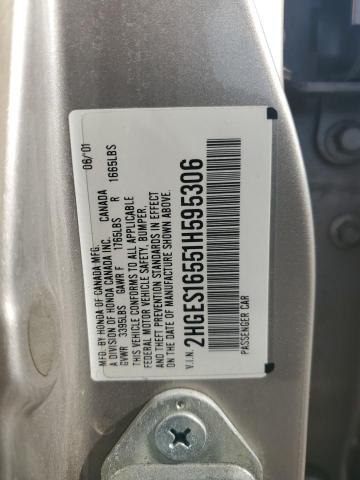 MFD. BY HONDA OF CANADA MFG. 06/01
A DIVISION OF HONDA CANADA INC. CANADA
GVWR 3395LBS GAWR F 1765LBS R 1665LBS
THIS VEHICLE CONFORMS TO ALL APPLICABLE
FEDERAL MOTOR VEHICLE SAFETY, BUMPER,
AND THEFT PREVENTION STANDARDS IN EFFECT
ON THE DATE OF MANUFACTURE SHOWN ABOVE.
V.I.N. 2HGES16551H595306
PASSENGER CAR